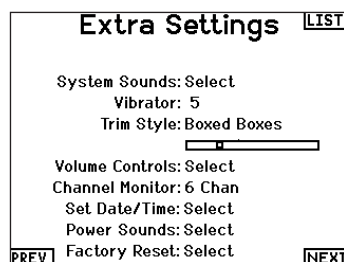 Extra Settings LIST
System Sounds: Select
Vibrator: 5
Trim Style: Boxed Boxes
Volume Controls: Select
Channel Monitor: 6 Chan
Set Date/Time: Select
Power Sounds: Select
PREV Factory Reset: Select NEXT